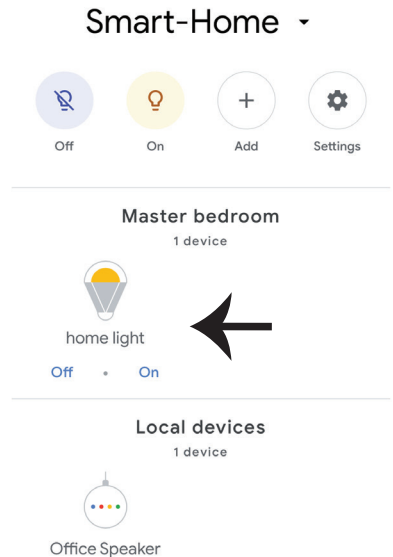 Smart-Home
Off On Add Settings
Master bedroom
1 device
home light
Off • On
Local devices
1 device
Office Speaker